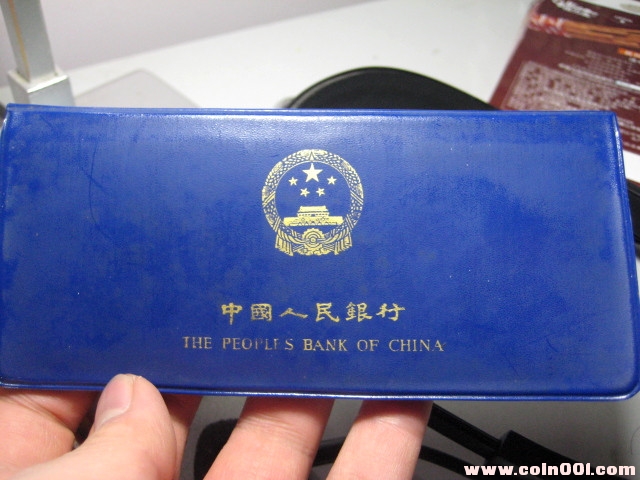 中國人民銀行
THE PEOPLE'S BANK OF CHINA
www.coin001.com